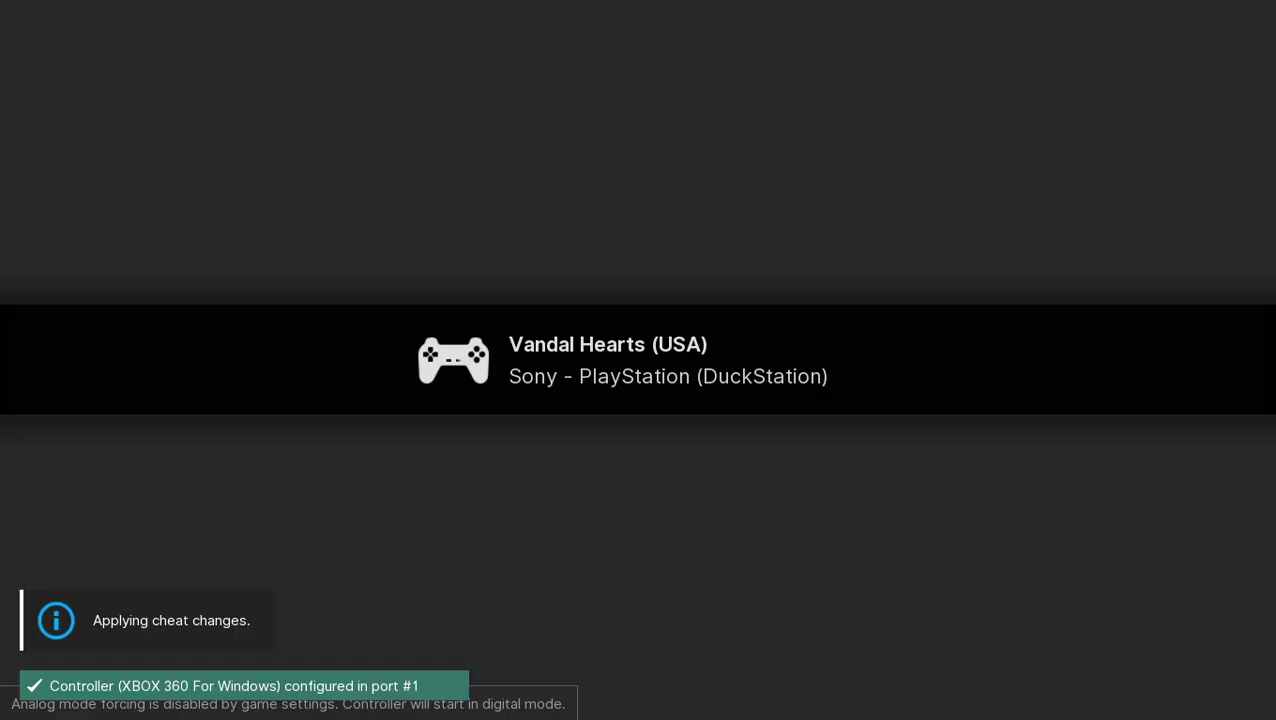 Vandal Hearts (USA)
Sony - PlayStation (DuckStation)
Applying cheat changes.
Controller (XBOX 360 For Windows) configured in port #1
Analog mode forcing is disabled by game settings. Controller will start in digital mode.